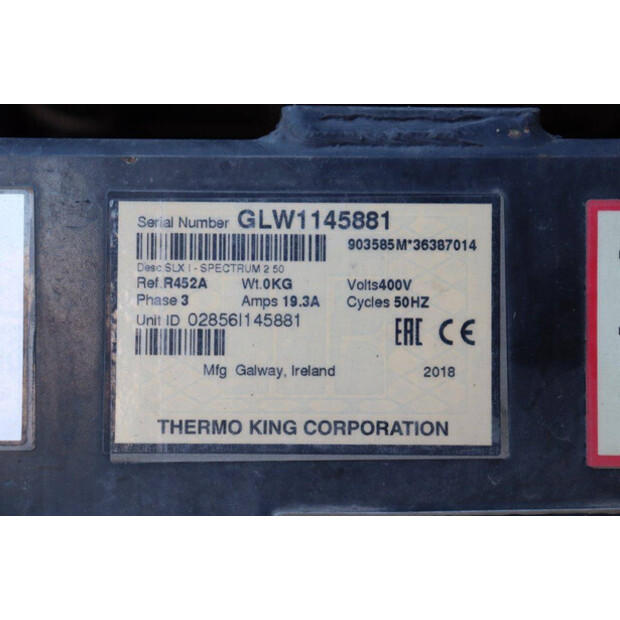 Serial Number GLW1145881
903585M*36387014
Desc SLX I - SPECTRUM 2 50
Ref.R452A Wt.0KG Volts400V
Phase 3 Amps 19.3A Cycles 50HZ
Unit ID 02856I145881
EAC CE
Mfg Galway, Ireland 2018
THERMO KING CORPORATION